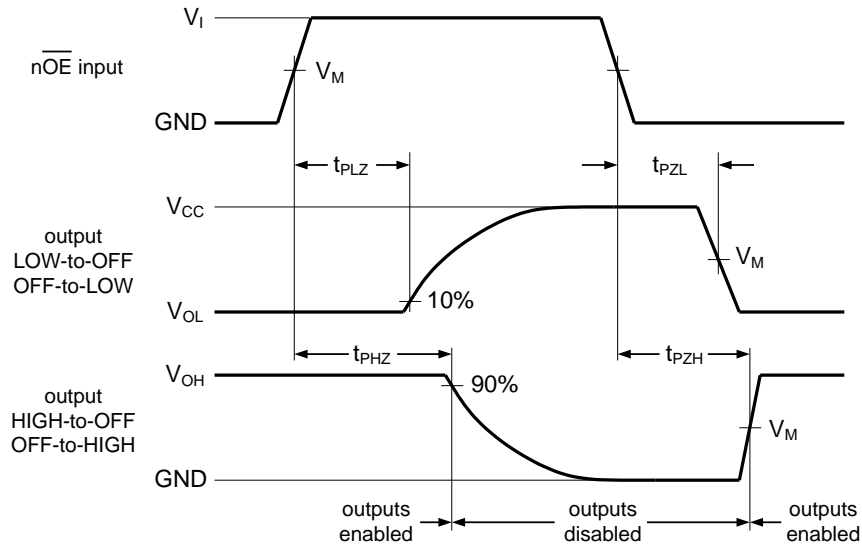 V_I
nOE input
V_M
GND
t_PLZ
t_PZL
V_CC
output
LOW-to-OFF
OFF-to-LOW
V_M
10%
V_OL
t_PHZ
t_PZH
V_OH
90%
output
HIGH-to-OFF
OFF-to-HIGH
V_M
GND
outputs
enabled
outputs
disabled
outputs
enabled